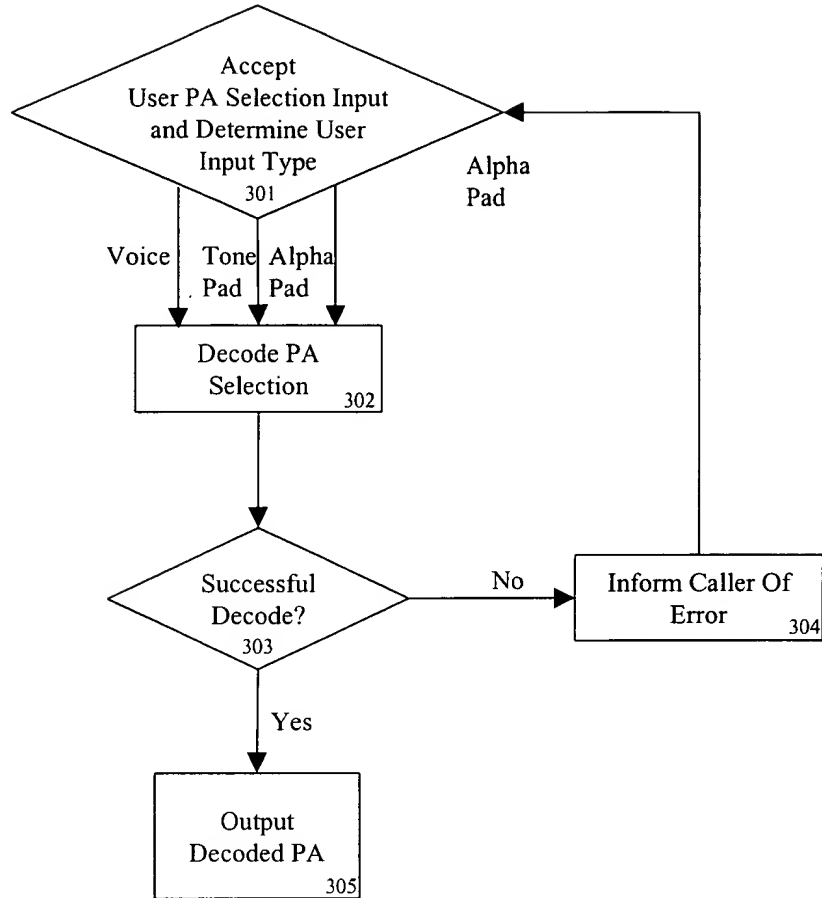 Accept
User PA Selection Input
and Determine User
Input Type
301
Alpha
Pad
Voice
Tone
Pad
Alpha
Pad
Decode PA
Selection
302
Successful
Decode?
303
No
Inform Caller Of
Error
304
Yes
Output
Decoded PA
305